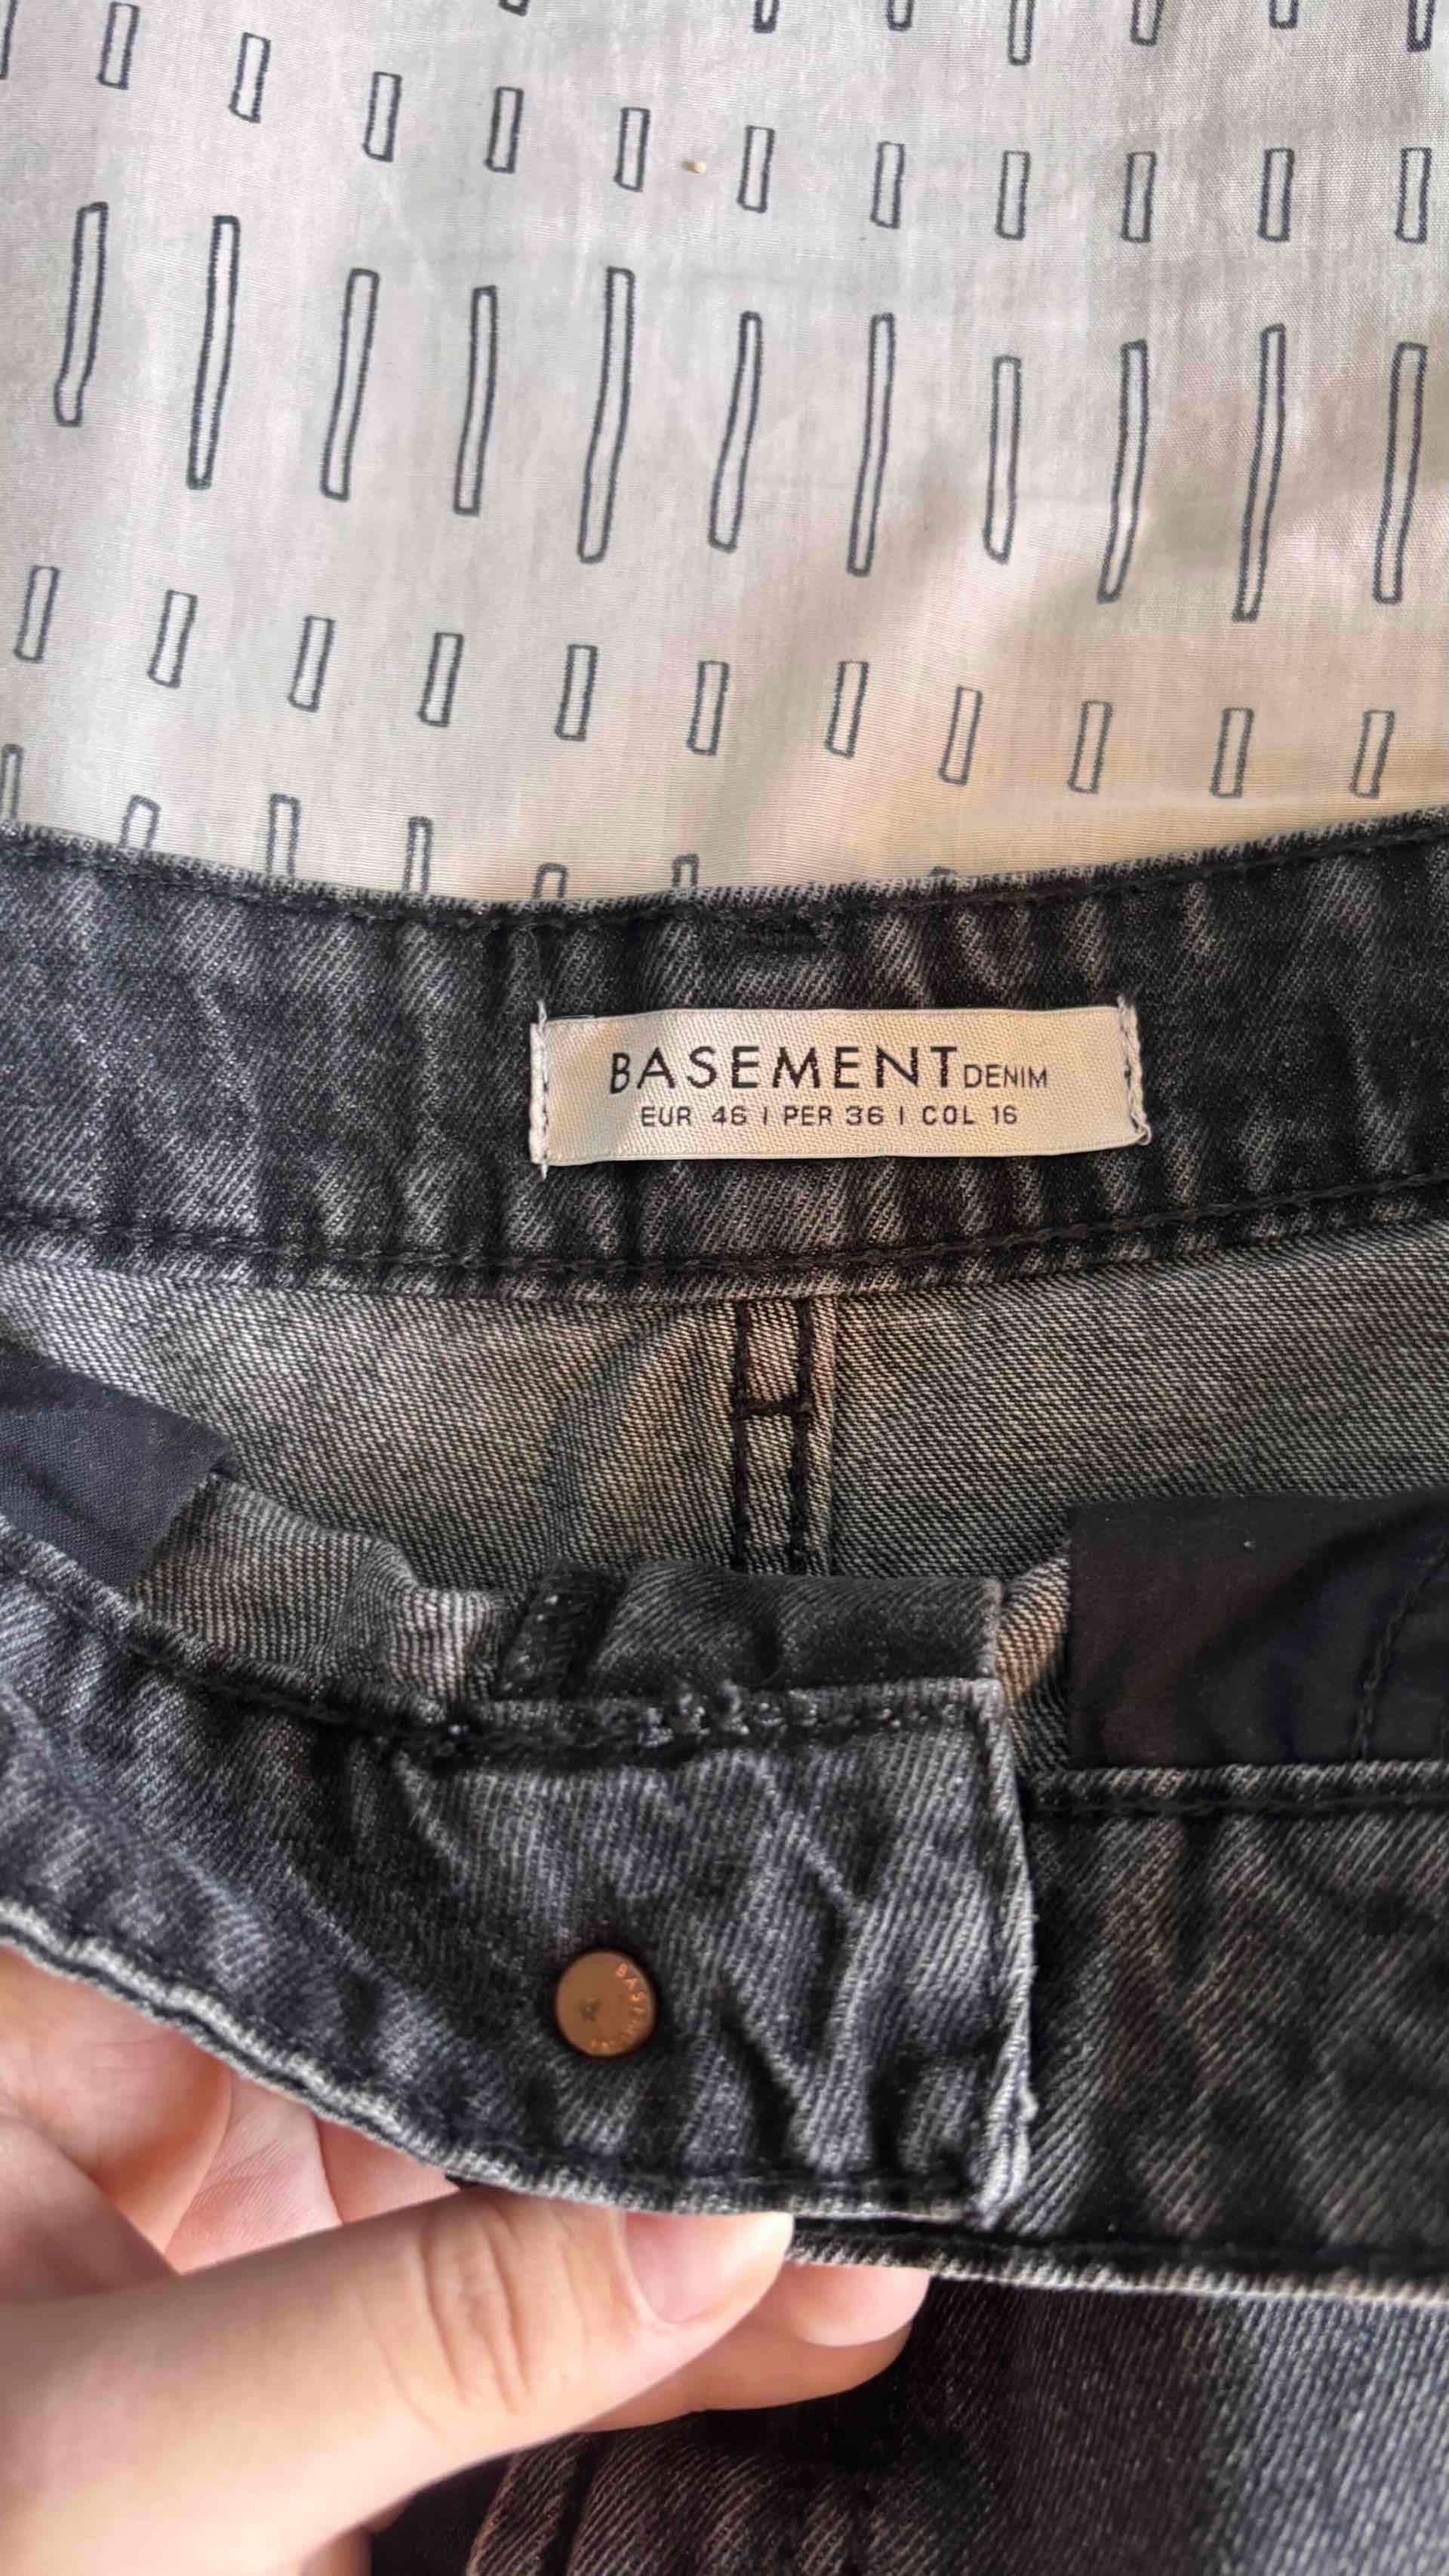 BASEMENT DENIM
EUR 46 | PER 36 | COL 16